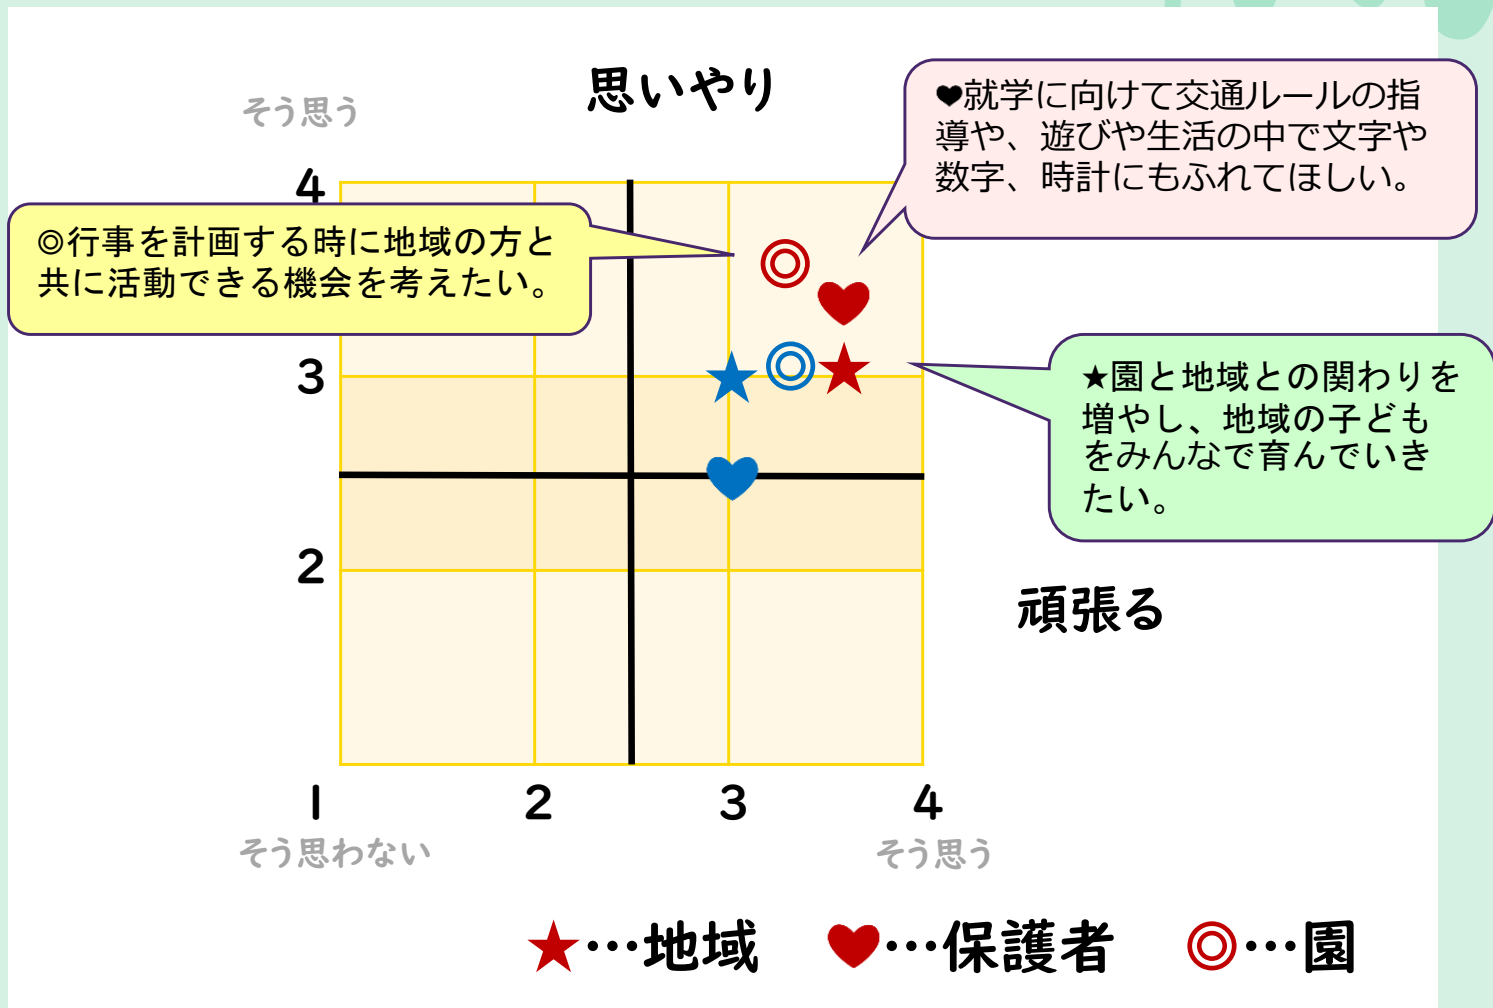 思いやり
そう思う
♥就学に向けて交通ルールの指
導や、遊びや生活の中で文字や
数字、時計にもふれてほしい。
4
◎行事を計画する時に地域の方と
共に活動できる機会を考えたい。
3
★園と地域との関わりを
増やし、地域の子ども
をみんなで育んでいき
たい。
2
頑張る
1 2 3 4
そう思わない そう思う
★…地域 ♥…保護者 ◎…園